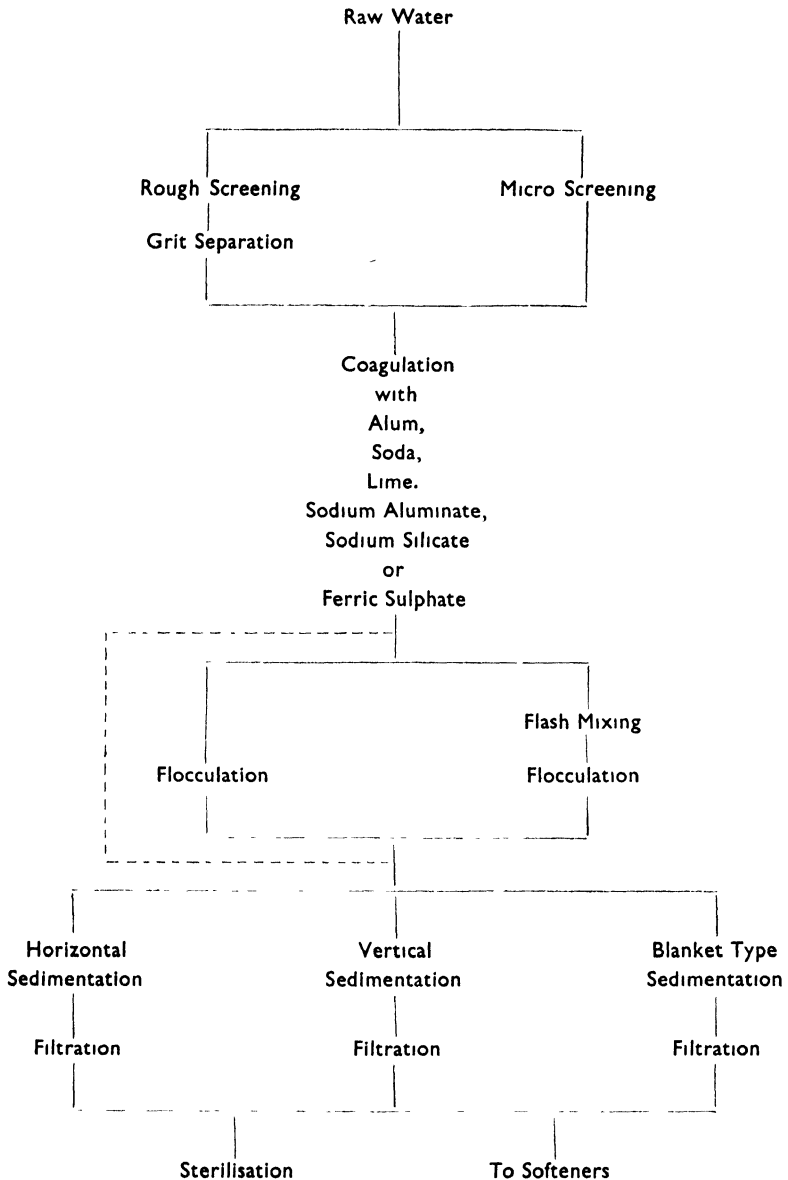 Raw Water
Rough Screening
Micro Screening
Grit Separation
Coagulation
with
Alum,
Soda,
Lime.
Sodium Aluminate,
Sodium Silicate
or
Ferric Sulphate
Flash Mixing
Flocculation
Flocculation
Horizontal
Sedimentation
Vertical
Sedimentation
Blanket Type
Sedimentation
Filtration
Filtration
Filtration
Sterilisation
To Softeners